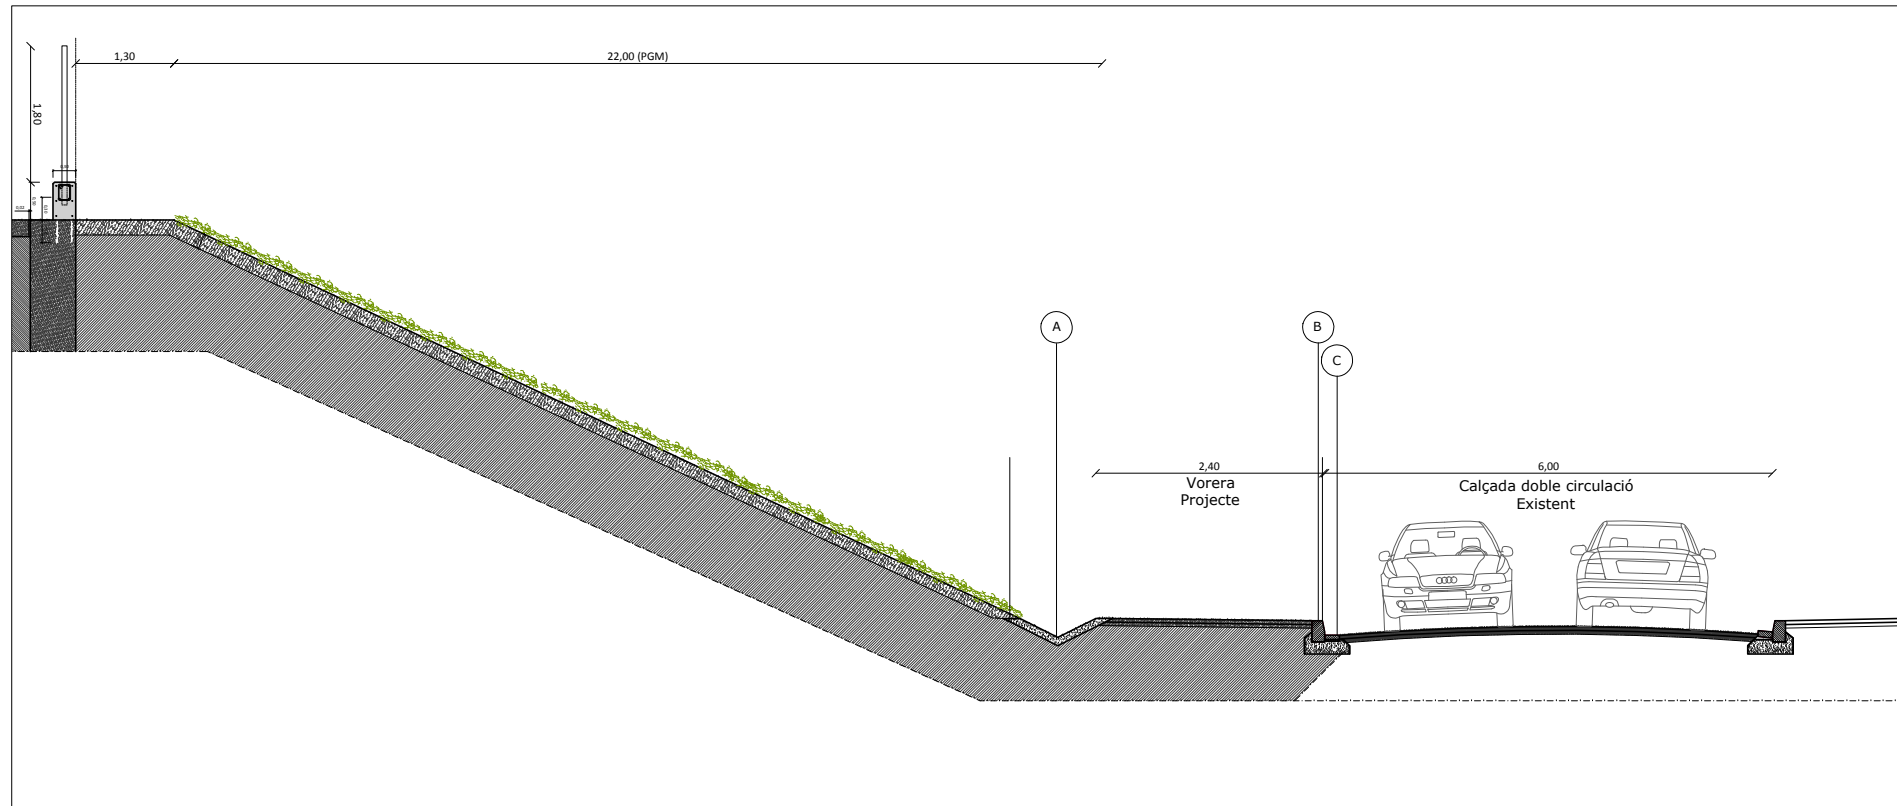 1,30
22,00 (PGM)
1,80
A
B
C
2,40
Vorera
Projecte
6,00
Calçada doble circulació
Existent